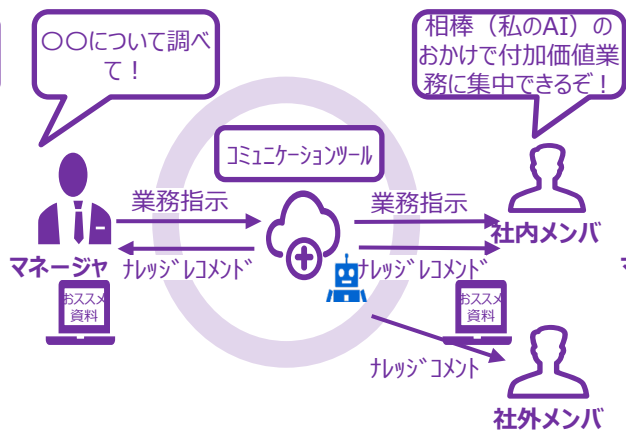 〇〇について調べ
て！
相棒（私のAI）の
おかけで付加価値業
務に集中できるぞ！
ｺﾐｭﾆｹｰｼｮﾝﾂｰﾙ
業務指示
業務指示
マネージャ
ﾅﾚｯｼﾞﾚｺﾒﾝﾄﾞ
ﾅﾚｯｼﾞﾚｺﾒﾝﾄﾞ
社内メンバ
おススメ
資料
おススメ
資料
ﾅﾚｯｼﾞｺﾒﾝﾄ
社外メンバ